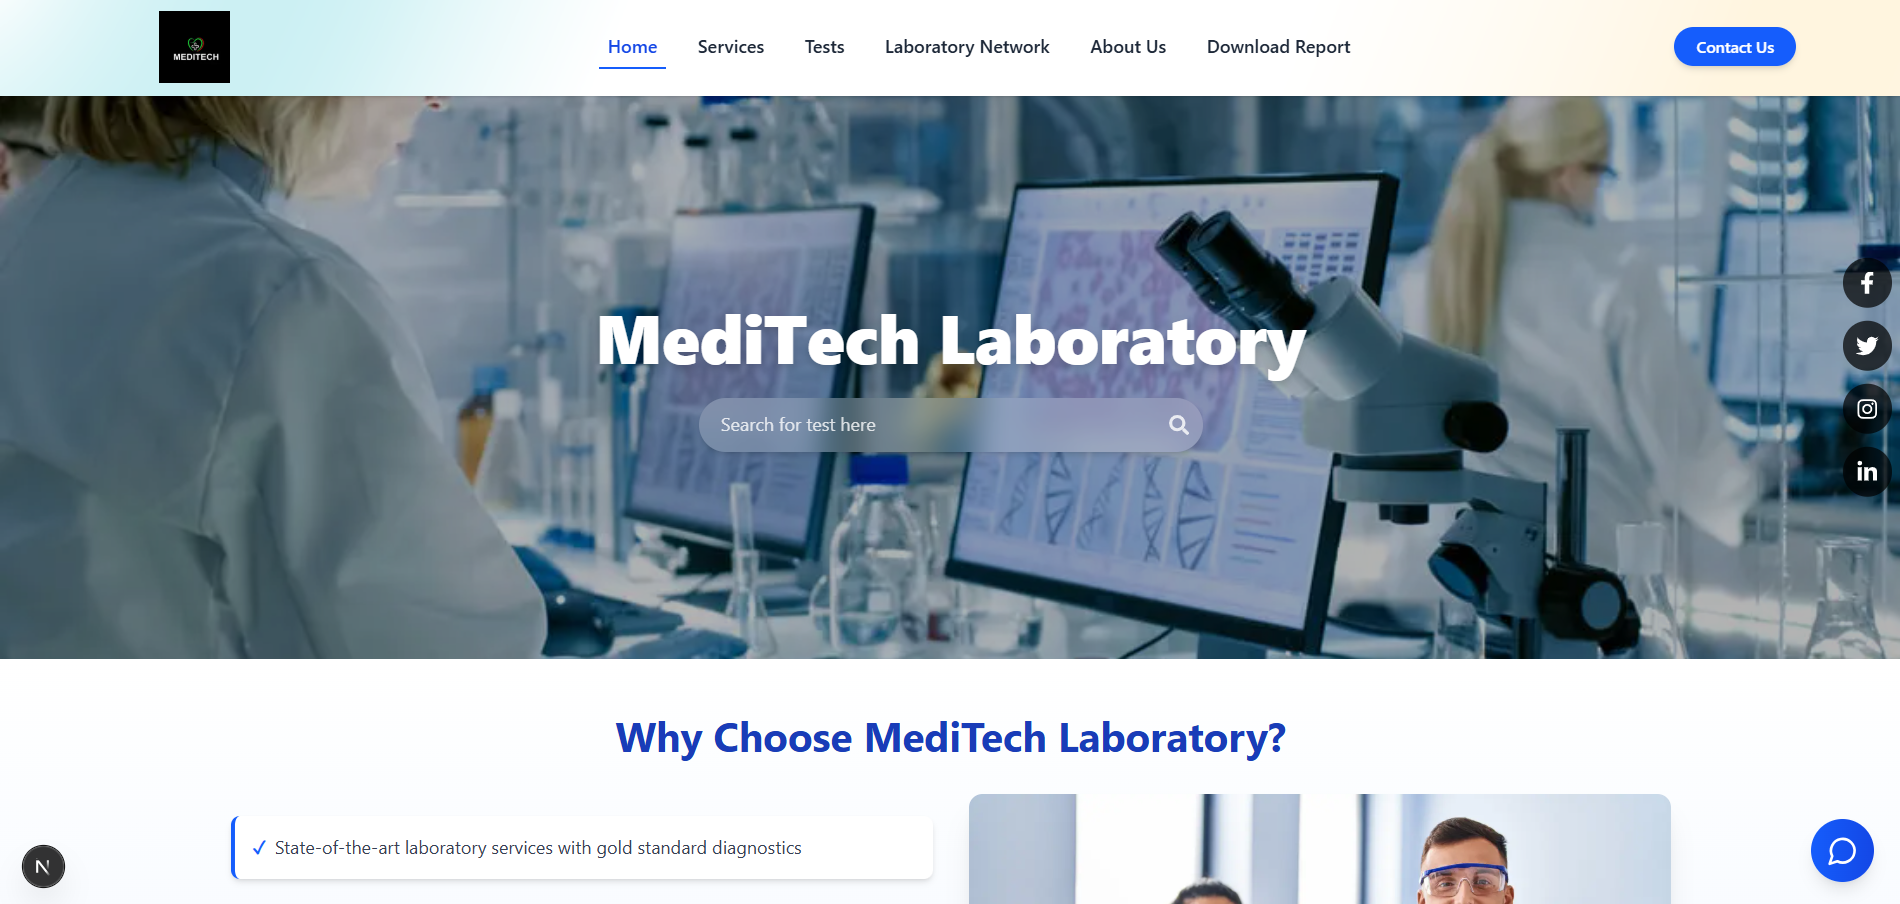 MEDITECH
Home
Services
Tests
Laboratory Network
About Us
Download Report
Contact Us
MediTech Laboratory
Search for test here
Why Choose MediTech Laboratory?
✓ State-of-the-art laboratory services with gold standard diagnostics
N